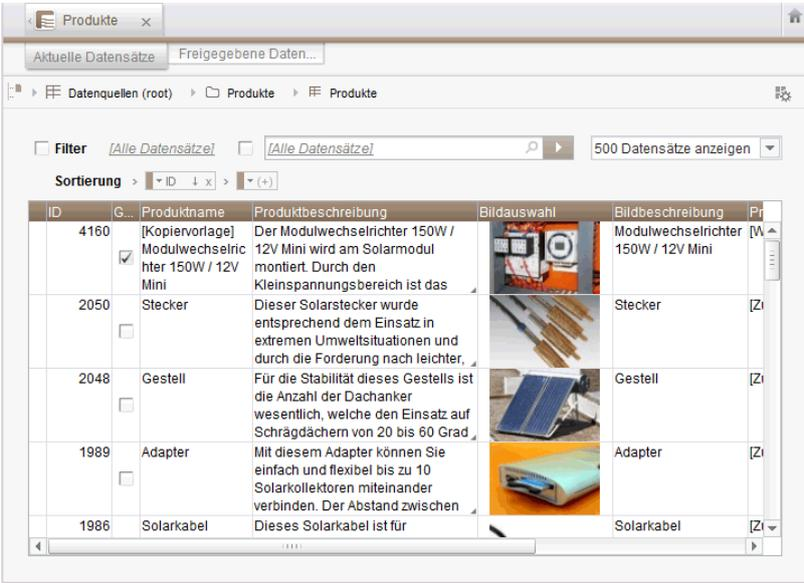 Produkte x
Aktuelle Datensätze Freigegebene Daten...
Datenquellen (root) Produkte Produkte
Filter [Alle Datensätze] [Alle Datensätze] 500 Datensätze anzeigen
Sortierung > ID ↓ x > (+)
ID G... Produktname Produktbeschreibung Bildauswahl Bildbeschreibung Pr
4160 [Kopiervorlage] Der Modulwechselrichter 150W / Modulwechselrichter [W
Modulwechselric 12V Mini wird am Solarmodul 150W / 12V Mini
hter 150W / 12V montiert. Durch den
Mini Kleinspannungsbereich ist das
2050 Stecker Dieser Solarstecker wurde Stecker [Zu
entsprechend dem Einsatz in
extremen Umweltsituationen und
durch die Forderung nach leichter,
2048 Gestell Für die Stabilität dieses Gestells ist Gestell [Zu
die Anzahl der Dachanker
wesentlich, welche den Einsatz auf
Schrägdächern von 20 bis 60 Grad
1989 Adapter Mit diesem Adapter können Sie Adapter [Zu
einfach und flexibel bis zu 10
Solarkollektoren miteinander
verbinden. Der Abstand zwischen
1986 Solarkabel Dieses Solarkabel ist für Solarkabel [Zu